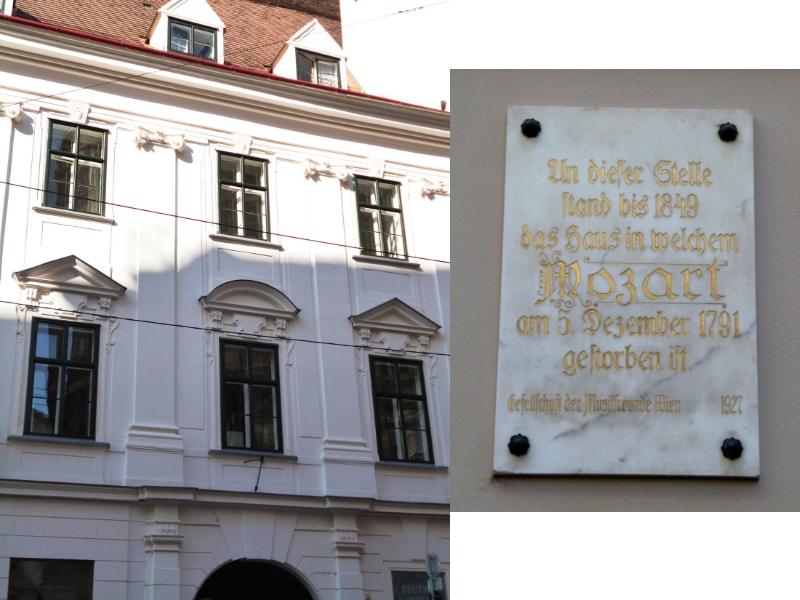 An dieser Stelle
stand bis 1849
das Haus in welchem
Mozart
am 5. Dezember 1791
gestorben ist.
Gesellschaft der Musikfreunde Wien 1927